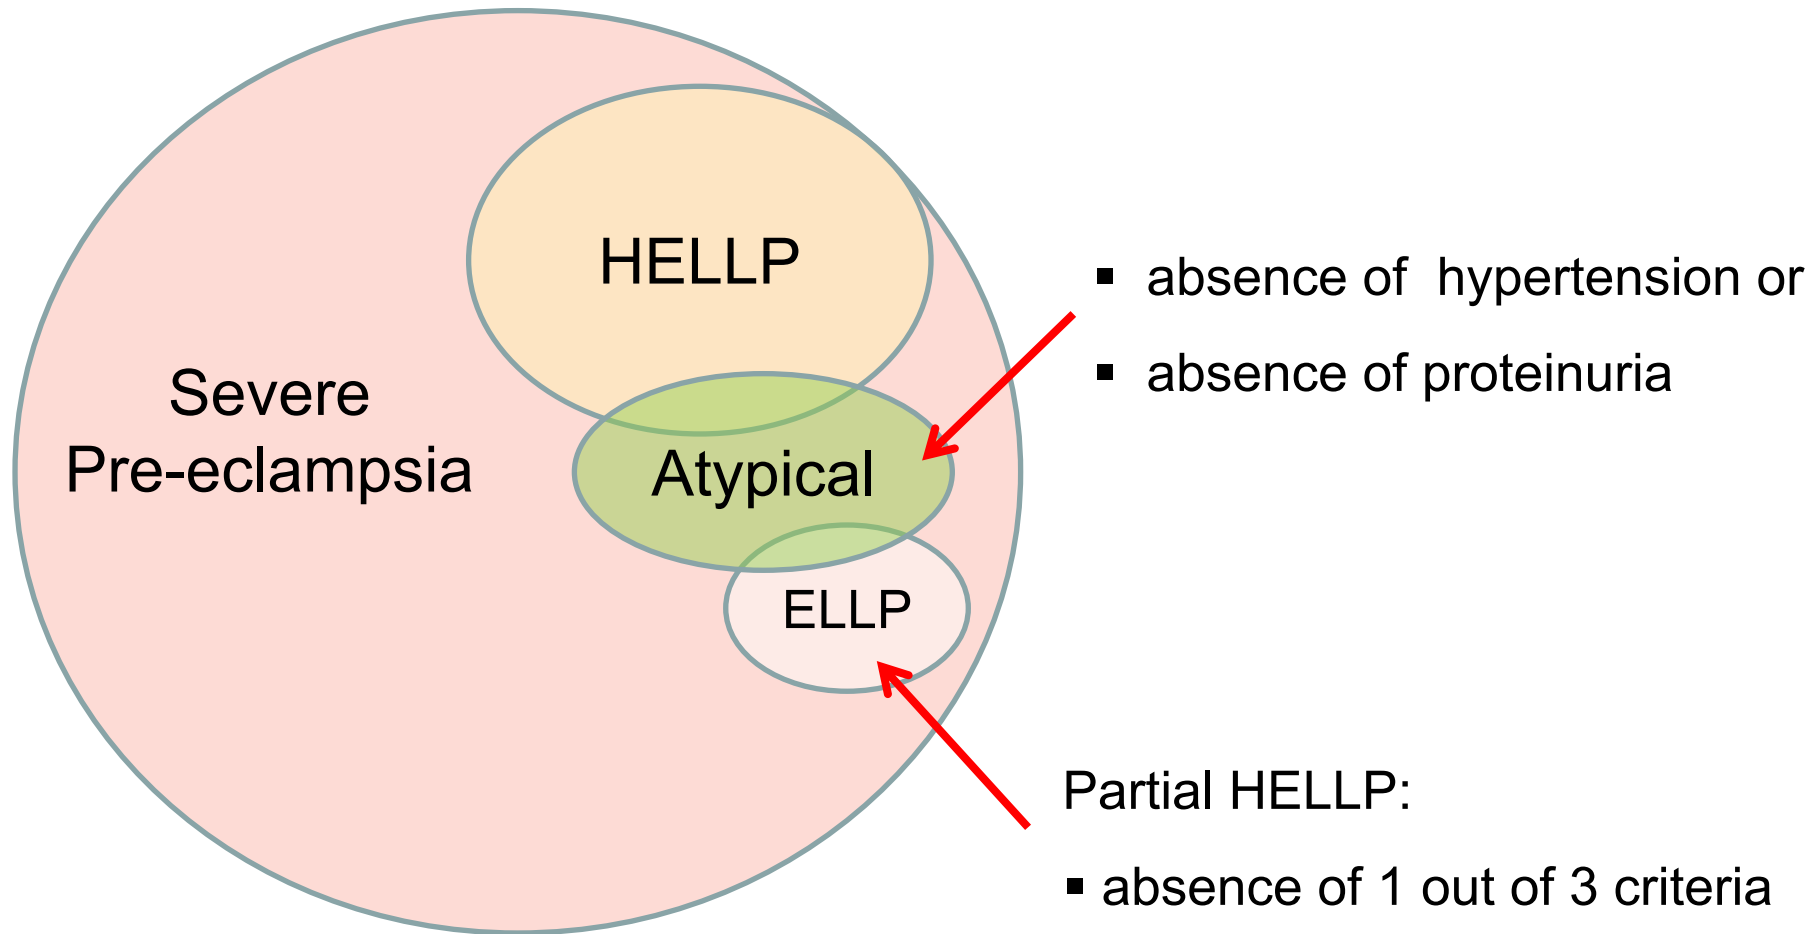 HELLP
Severe
Pre-eclampsia
Atypical
ELLP
▪ absence of  hypertension or
▪ absence of proteinuria
Partial HELLP:
▪ absence of 1 out of 3 criteria